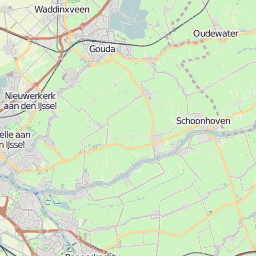 Waddinxveen
Oudewater
Gouda
Nieuwerkerk
aan den IJssel
Schoonhoven
elle aan
n IJssel